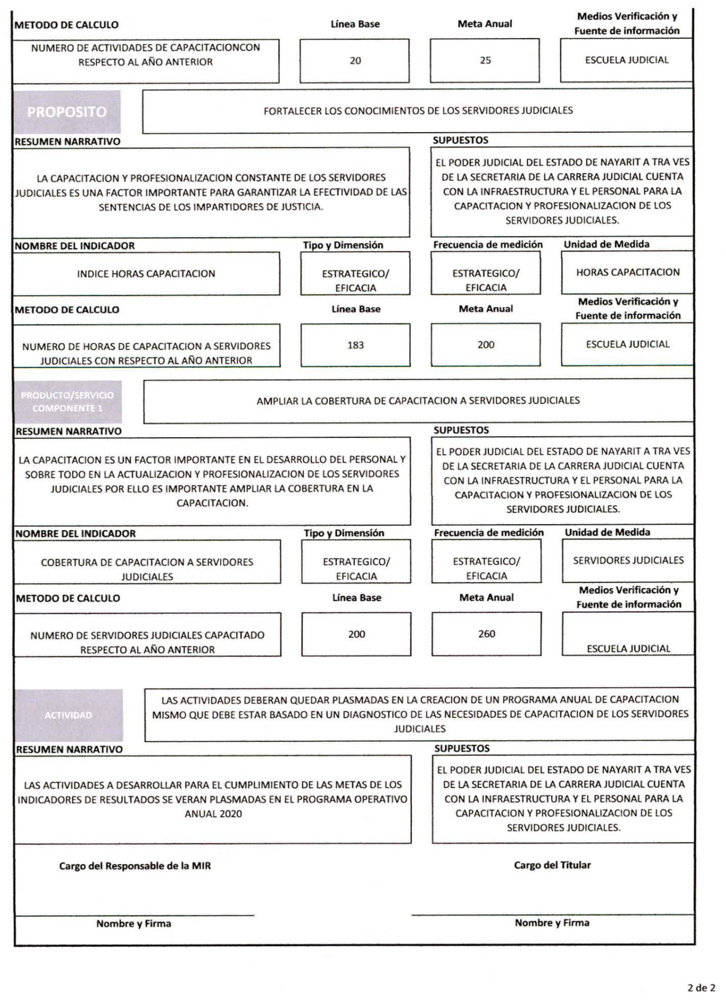 METODO DE CALCULO
Línea Base
Meta Anual
Medios Verificación y
Fuente de información
NUMERO DE ACTIVIDADES DE CAPACITACIONCON
RESPECTO AL AÑO ANTERIOR
20
25
ESCUELA JUDICIAL
PROPOSITO
FORTALECER LOS CONOCIMIENTOS DE LOS SERVIDORES JUDICIALES
RESUMEN NARRATIVO
SUPUESTOS
LA CAPACITACION Y PROFESIONALIZACION CONSTANTE DE LOS SERVIDORES
JUDICIALES ES UNA FACTOR IMPORTANTE PARA GARANTIZAR LA EFECTIVIDAD DE LAS
SENTENCIAS DE LOS IMPARTIDORES DE JUSTICIA.
EL PODER JUDICIAL DEL ESTADO DE NAYARIT A TRA VES
DE LA SECRETARIA DE LA CARRERA JUDICIAL CUENTA
CON LA INFRAESTRUCTURA Y EL PERSONAL PARA LA
CAPACITACION Y PROFESIONALIZACION DE LOS
SERVIDORES JUDICIALES.
NOMBRE DEL INDICADOR
Tipo y Dimensión
Frecuencia de medición
Unidad de Medida
INDICE HORAS CAPACITACION
ESTRATEGICO/
EFICACIA
ESTRATEGICO/
EFICACIA
HORAS CAPACITACION
METODO DE CALCULO
Línea Base
Meta Anual
Medios Verificación y
Fuente de información
NUMERO DE HORAS DE CAPACITACION A SERVIDORES
JUDICIALES CON RESPECTO AL AÑO ANTERIOR
183
200
ESCUELA JUDICIAL
PRODUCTO/SERVICIO
COMPONENTE 1
AMPLIAR LA COBERTURA DE CAPACITACION A SERVIDORES JUDICIALES
RESUMEN NARRATIVO
SUPUESTOS
LA CAPACITACION ES UN FACTOR IMPORTANTE EN EL DESARROLLO DEL PERSONAL Y
SOBRE TODO EN LA ACTUALIZACION Y PROFESIONALIZACION DE LOS SERVIDORES
JUDICIALES POR ELLO ES IMPORTANTE AMPLIAR LA COBERTURA EN LA
CAPACITACION.
EL PODER JUDICIAL DEL ESTADO DE NAYARIT A TRA VES
DE LA SECRETARIA DE LA CARRERA JUDICIAL CUENTA
CON LA INFRAESTRUCTURA Y EL PERSONAL PARA LA
CAPACITACION Y PROFESIONALIZACION DE LOS
SERVIDORES JUDICIALES.
NOMBRE DEL INDICADOR
Tipo y Dimensión
Frecuencia de medición
Unidad de Medida
COBERTURA DE CAPACITACION A SERVIDORES
JUDICIALES
ESTRATEGICO/
EFICACIA
ESTRATEGICO/
EFICACIA
SERVIDORES JUDICIALES
METODO DE CALCULO
Línea Base
Meta Anual
Medios Verificación y
Fuente de información
NUMERO DE SERVIDORES JUDICIALES CAPACITADO
RESPECTO AL AÑO ANTERIOR
200
260
ESCUELA JUDICIAL
ACTIVIDAD
LAS ACTIVIDADES DEBERAN QUEDAR PLASMADAS EN LA CREACION DE UN PROGRAMA ANUAL DE CAPACITACION
MISMO QUE DEBE ESTAR BASADO EN UN DIAGNOSTICO DE LAS NECESIDADES DE CAPACITACION DE LOS SERVIDORES
JUDICIALES
RESUMEN NARRATIVO
SUPUESTOS
LAS ACTIVIDADES A DESARROLLAR PARA EL CUMPLIMIENTO DE LAS METAS DE LOS
INDICADORES DE RESULTADOS SE VERAN PLASMADAS EN EL PROGRAMA OPERATIVO
ANUAL 2020
EL PODER JUDICIAL DEL ESTADO DE NAYARIT A TRA VES
DE LA SECRETARIA DE LA CARRERA JUDICIAL CUENTA
CON LA INFRAESTRUCTURA Y EL PERSONAL PARA LA
CAPACITACION Y PROFESIONALIZACION DE LOS
SERVIDORES JUDICIALES.
Cargo del Responsable de la MIR
Cargo del Titular
Nombre y Firma
Nombre y Firma
2 de 2